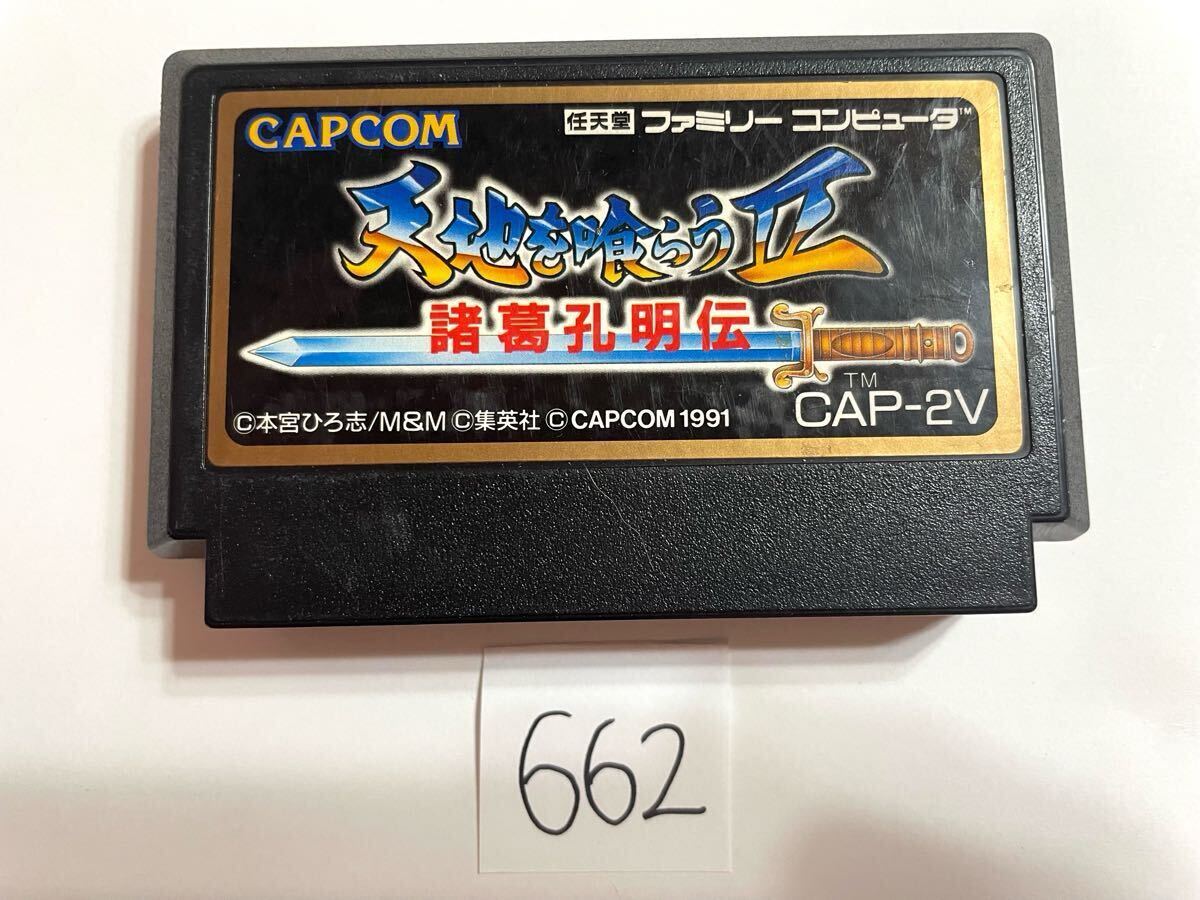 CAPCOM
任天堂 ファミリー コンピュータ™
天地を喰らうII
諸葛孔明伝
TM
CAP-2V
©本宮ひろ志/M&M ©集英社 © CAPCOM 1991
662